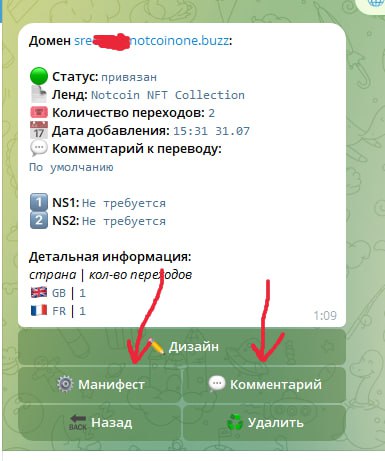 Домен sre notcoinone.buzz:
Статус: привязан
Ленд: Notcoin NFT Collection
Количество переходов: 2
17 Дата добавления: 15:31 31.07
Комментарий к переводу:
По умолчанию
1 NS1: Не требуется
2 NS2: Не требуется
Детальная информация:
страна | кол-во переходов
GB | 1
FR | 1
1:09
Дизайн
Манифест
Комментарий
BACK Назад
Удалить